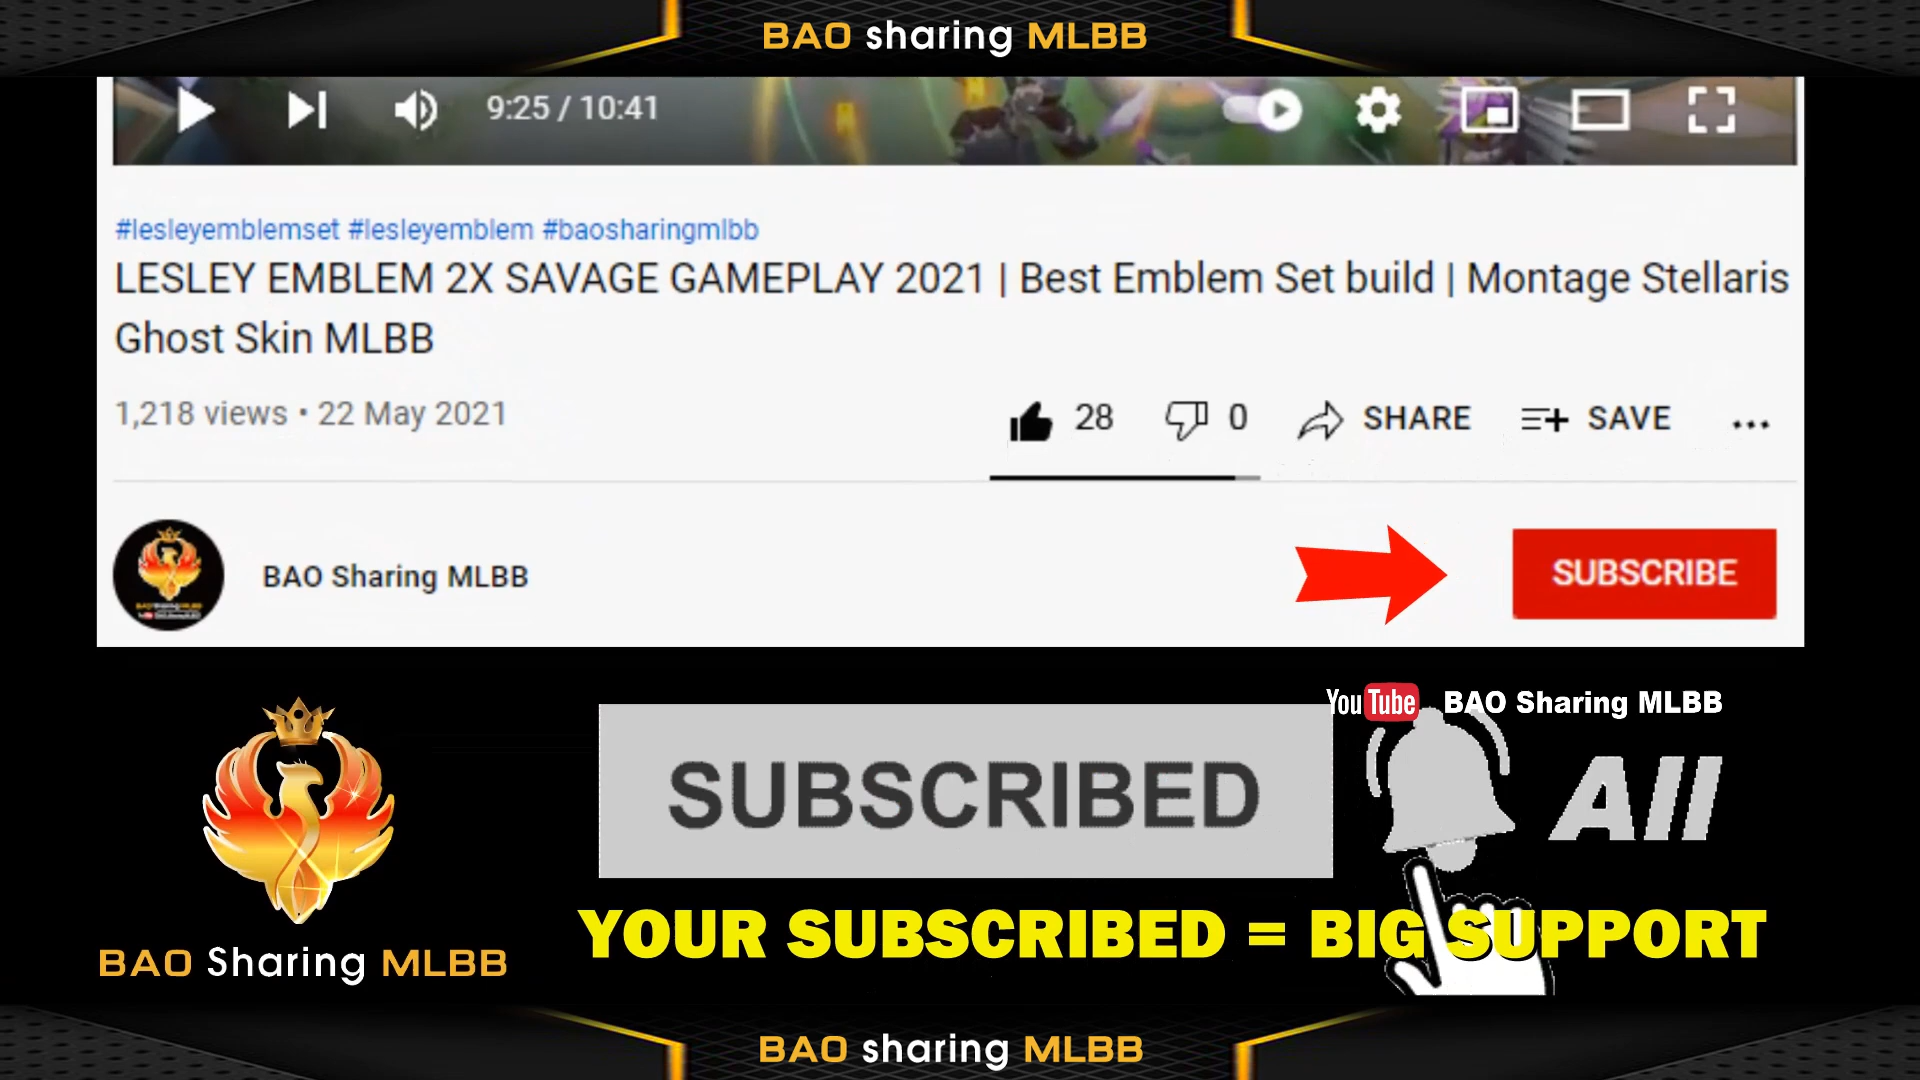 BAO sharing MLBB
9:25 / 10:41
#lesleyemblemset #lesleyemblem #baosharingmlbb
LESLEY EMBLEM 2X SAVAGE GAMEPLAY 2021 | Best Emblem Set build | Montage Stellaris
Ghost Skin MLBB
1,218 views • 22 May 2021
28
0
SHARE
SAVE
BAO Sharing MLBB
SUBSCRIBE
YouTube BAO Sharing MLBB
SUBSCRIBED
All
YOUR SUBSCRIBED = BIG SUPPORT
BAO Sharing MLBB
BAO sharing MLBB